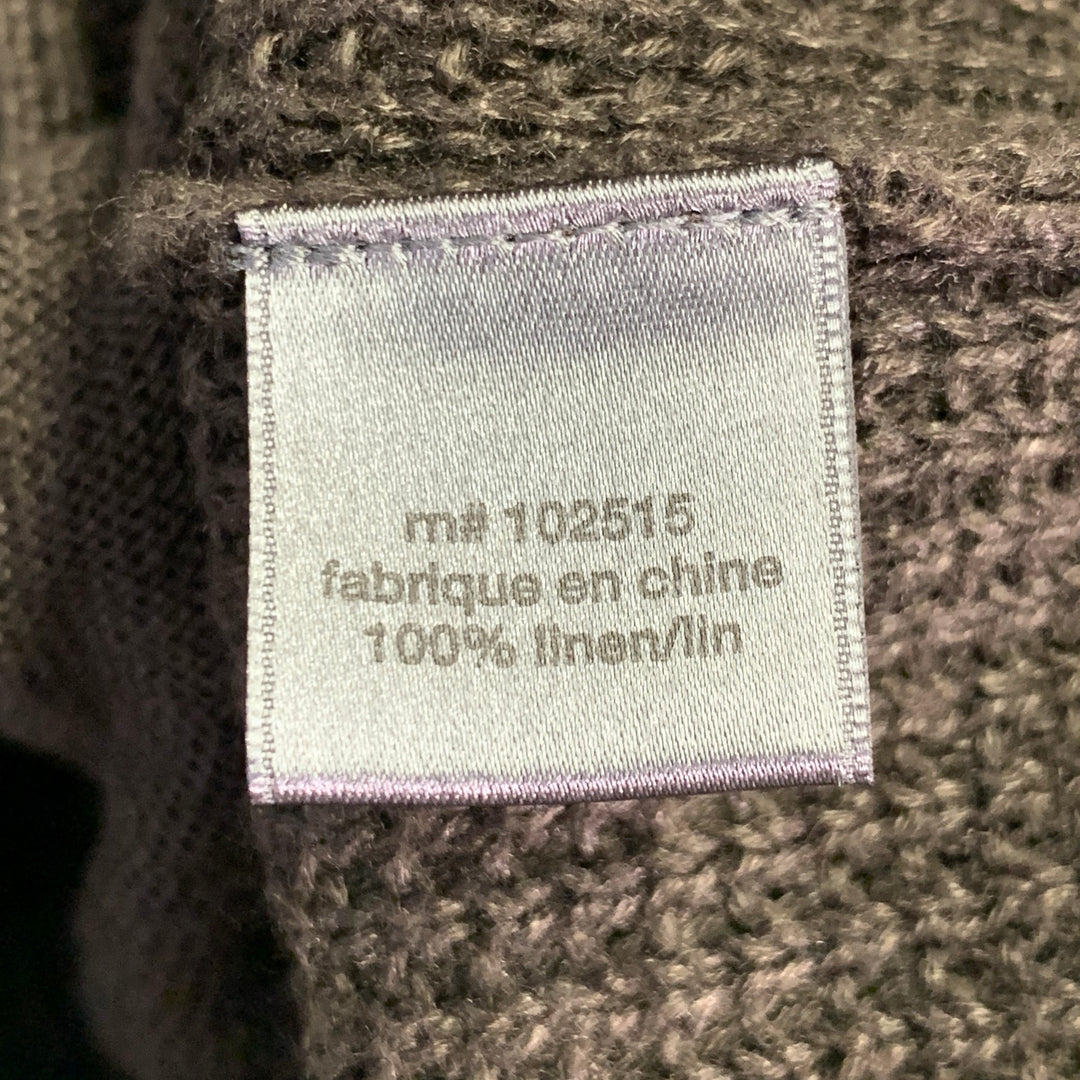 m# 102515
fabrique en chine
100% linen/lin